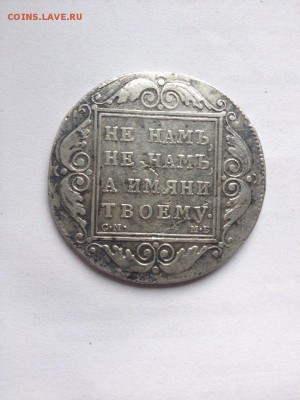 COINS.LAVE.RU
НЕ НАМЪ,
НЕ НАМЪ,
А ИМЯНИ
ТВОЕМУ.
С·М· М·Б